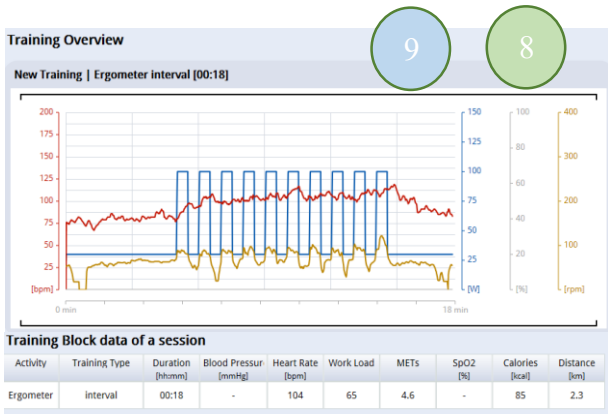 9 8
Training Overview
New Training | Ergometer interval [00:18]
200 150 100 400
175
125
150 80 300
125 100
60
100 75 200
75 40
50
50 20 100
25 25
[bpm] [W] [%] [rpm]
0 min 18 min
Training Block data of a session
Activity Training Type Duration Blood Pressur Heart Rate Work Load METs SpO2 Calories Distance
[hh:mm] [mmHg] [bpm] [%] [kcal] [km]
Ergometer interval 00:18 - 104 65 4.6 - 85 2.3